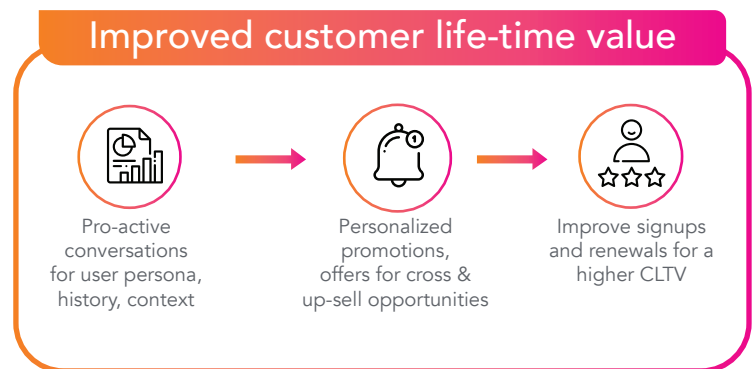 Improved customer life-time value
1
Pro-active
conversations
for user persona,
history, context
Personalized
promotions,
offers for cross &
up-sell opportunities
Improve signups
and renewals for a
higher CLTV